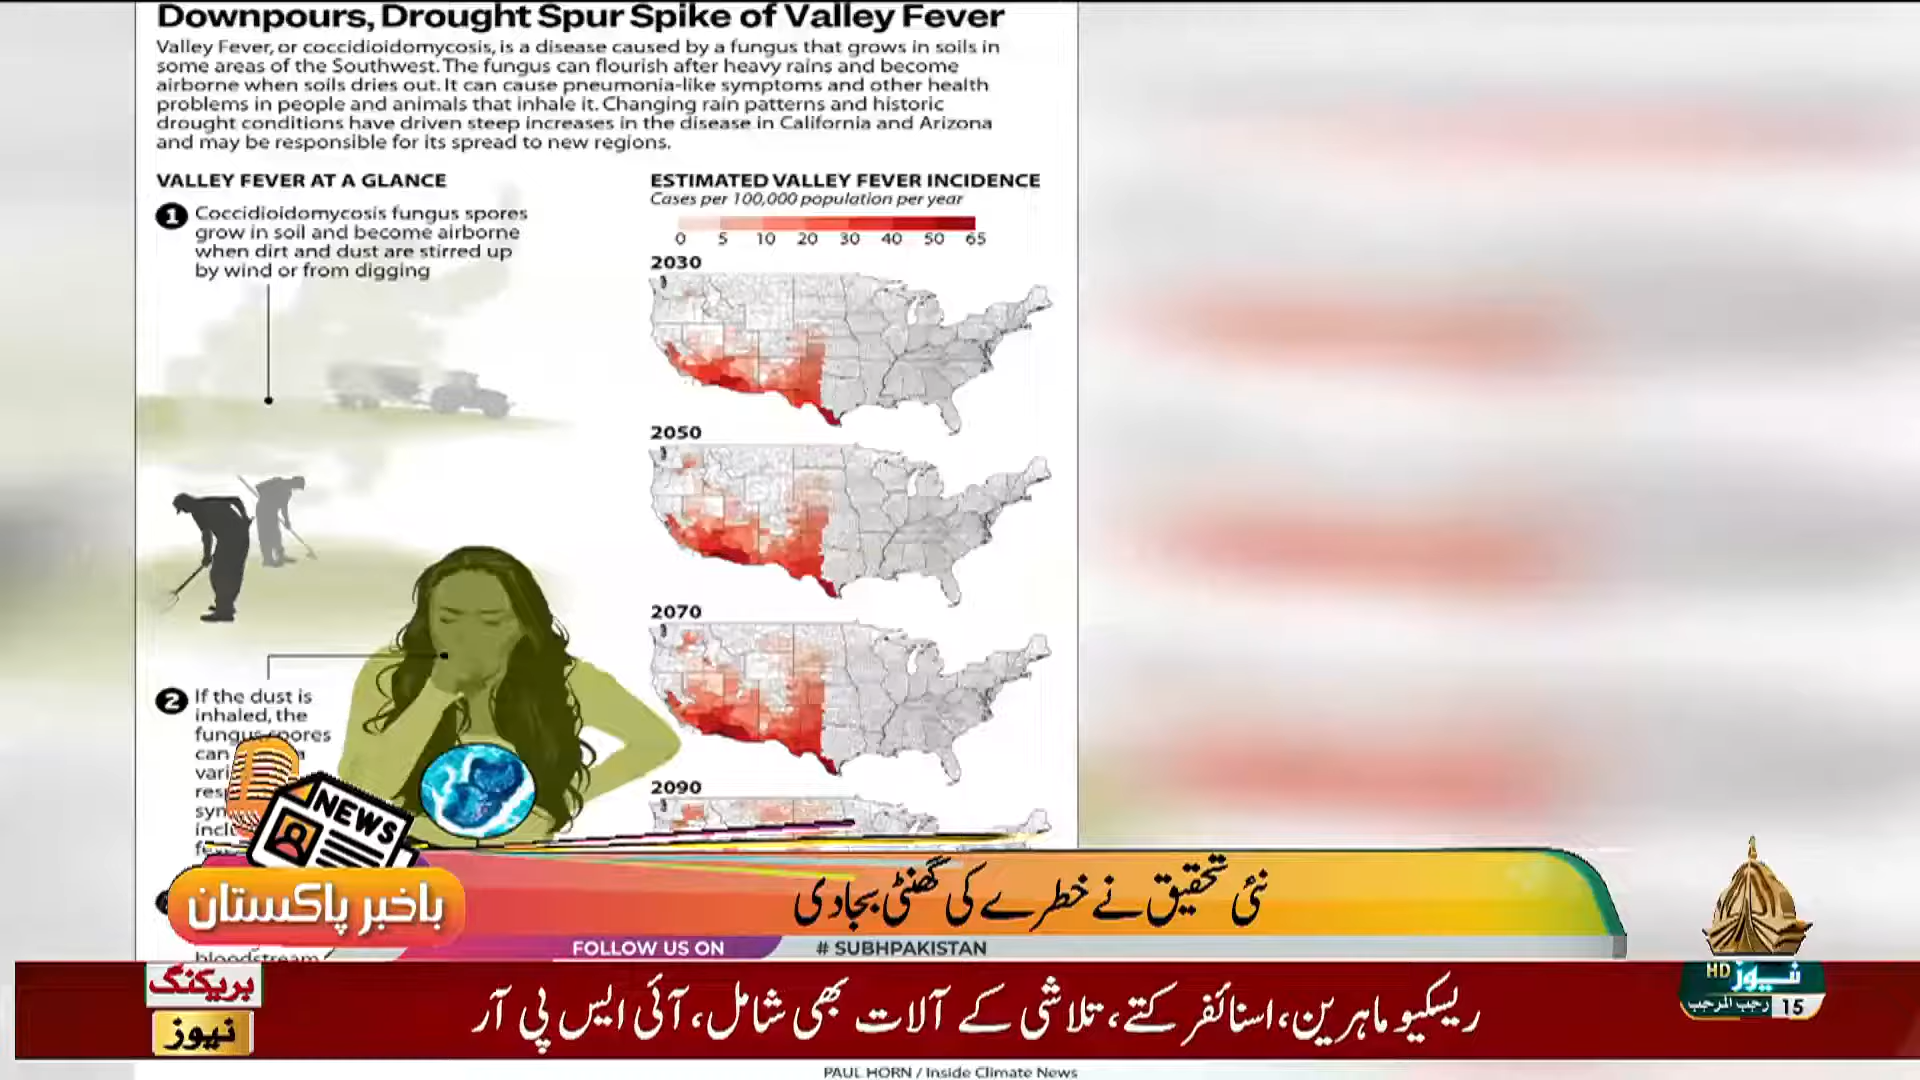 Downpours, Drought Spur Spike of Valley Fever
Valley Fever, or coccidioidomycosis, is a disease caused by a fungus that grows in soils in
some areas of the Southwest. The fungus can flourish after heavy rains and become
airborne when soils dries out. It can cause pneumonia-like symptoms and other health
problems in people and animals that inhale it. Changing rain patterns and historic
drought conditions have driven steep increases in the disease in California and Arizona
and may be responsible for its spread to new regions.
VALLEY FEVER AT A GLANCE
1 Coccidioidomycosis fungus spores
grow in soil and become airborne
when dirt and dust are stirred up
by wind or from digging
2 If the dust is
inhaled, the
fungus spores
can
bloodstream
ESTIMATED VALLEY FEVER INCIDENCE
Cases per 100,000 population per year
0 5 10 20 30 40 50 65
2030
2050
2070
2090
NEWS
باخبر پاکستان
نئی تحقیق نے خطرے کی گھنٹی بجا دی
FOLLOW US ON # SUBHPAKISTAN
بریکنگ
نیوز
ریسکیو ماہرین، اسنائفر کتے، تلاشی کے آلات بھی شامل، آئی ایس پی آر
نیوز HD
15 رجب المرجب
PAUL HORN / Inside Climate News